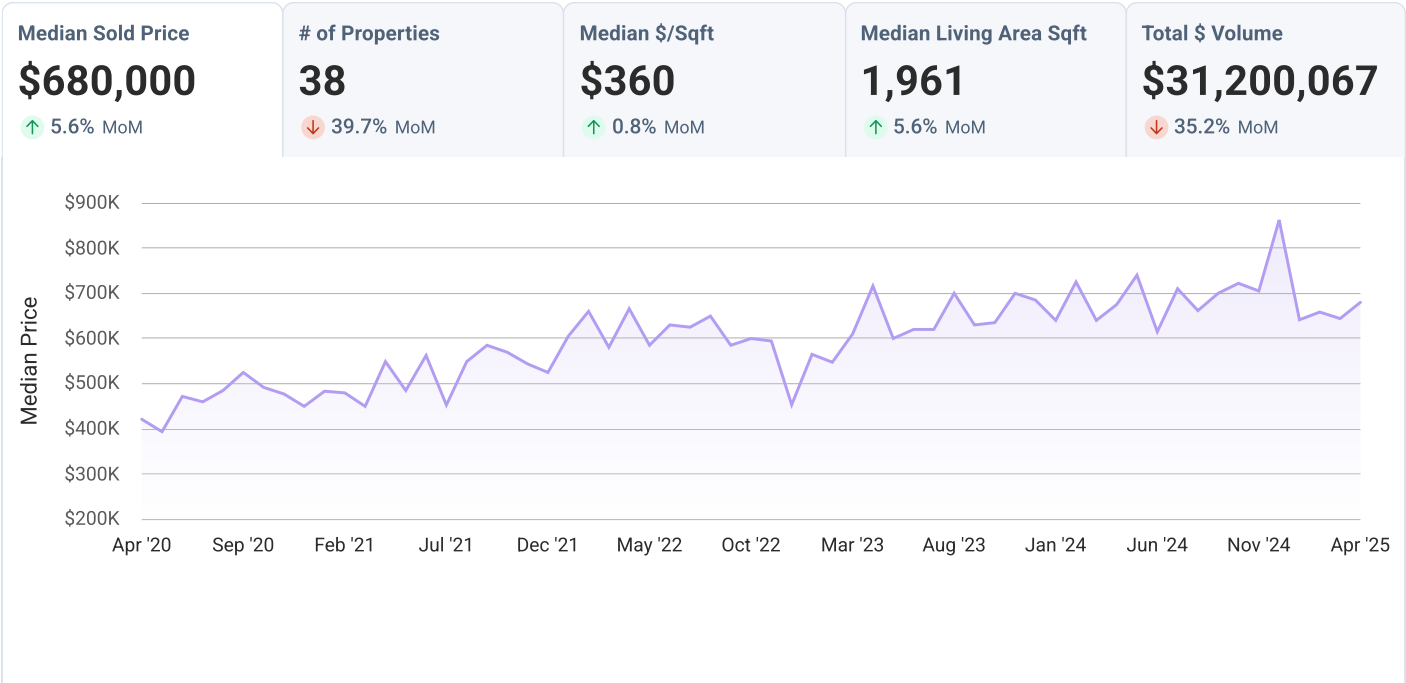 Median Sold Price
$680,000
5.6% MoM
# of Properties
38
39.7% MoM
Median $/Sqft
$360
0.8% MoM
Median Living Area Sqft
1,961
5.6% MoM
Total $ Volume
$31,200,067
35.2% MoM
Median Price
$900K
$800K
$700K
$600K
$500K
$400K
$300K
$200K
Apr '20 Sep '20 Feb '21 Jul '21 Dec '21 May '22 Oct '22 Mar '23 Aug '23 Jan '24 Jun '24 Nov '24 Apr '25